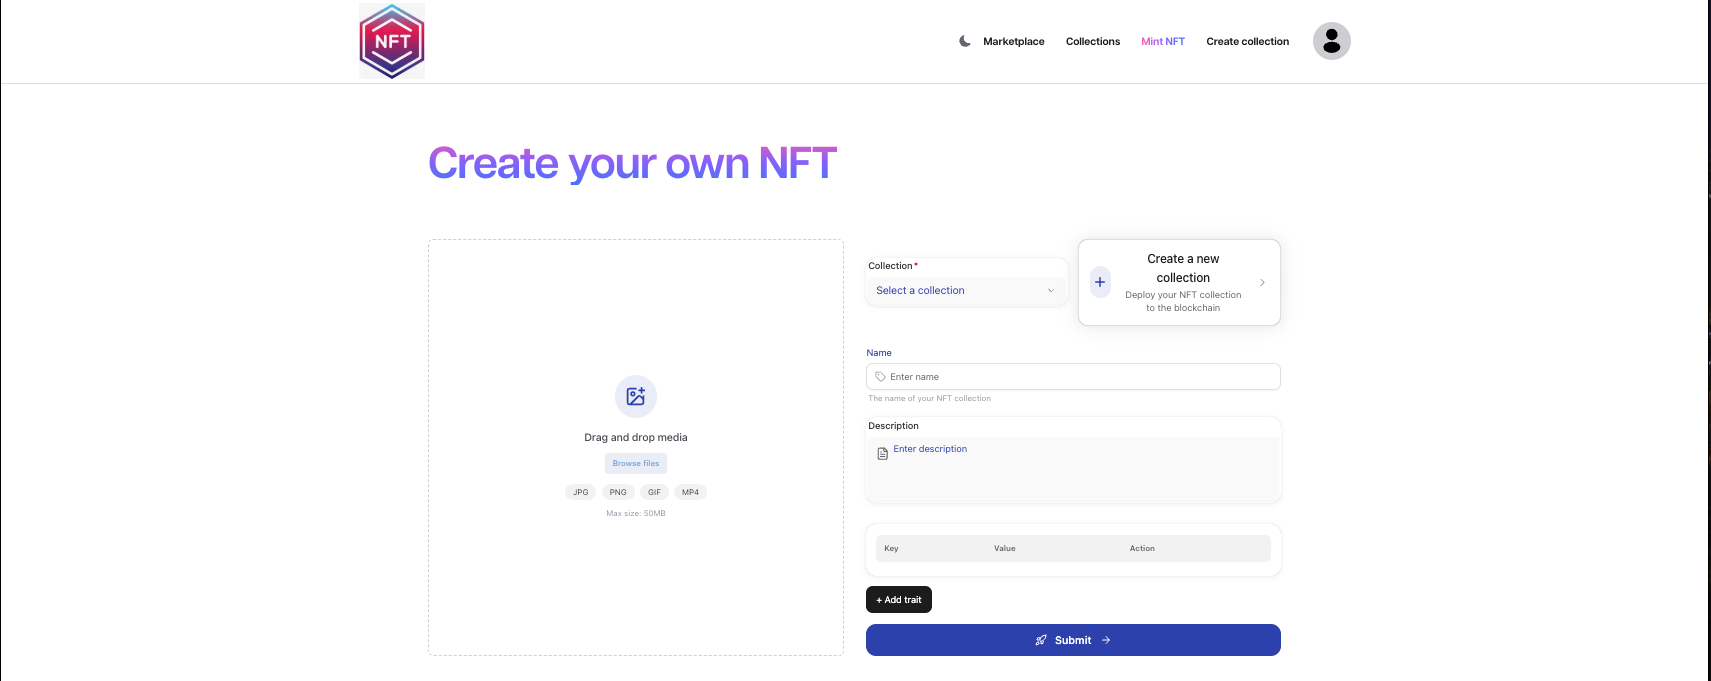 NFT
Marketplace
Collections
Mint NFT
Create collection
Create your own NFT
Drag and drop media
Browse files
JPG
PNG
GIF
MP4
Max size: 50MB
Collection*
Select a collection
+
Create a new
collection
Deploy your NFT collection
to the blockchain
Name
Enter name
The name of your NFT collection
Description
Enter description
Key
Value
Action
+ Add trait
Submit →